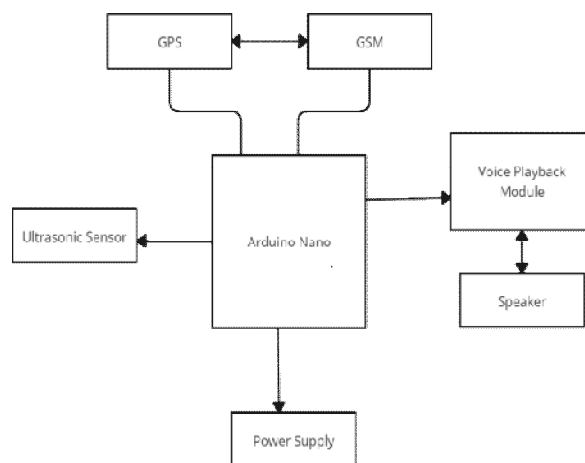 GPS
GSM
Voice Playback
Module
Ultrasonic Sensor
Arduino Nano
Speaker
Power Supply